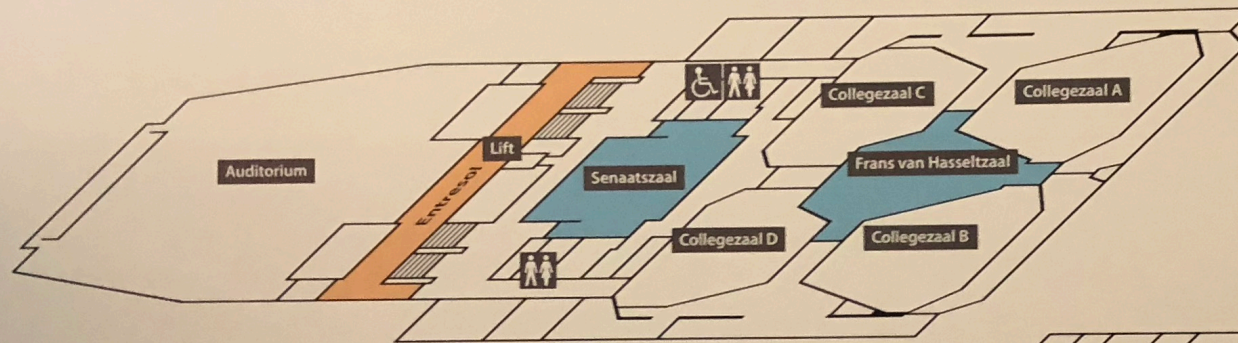 Collegezaal A
Collegezaal C
Lift
Frans van Hasseltzaal
Auditorium
Senaatszaal
Entresol
Collegezaal D
Collegezaal B